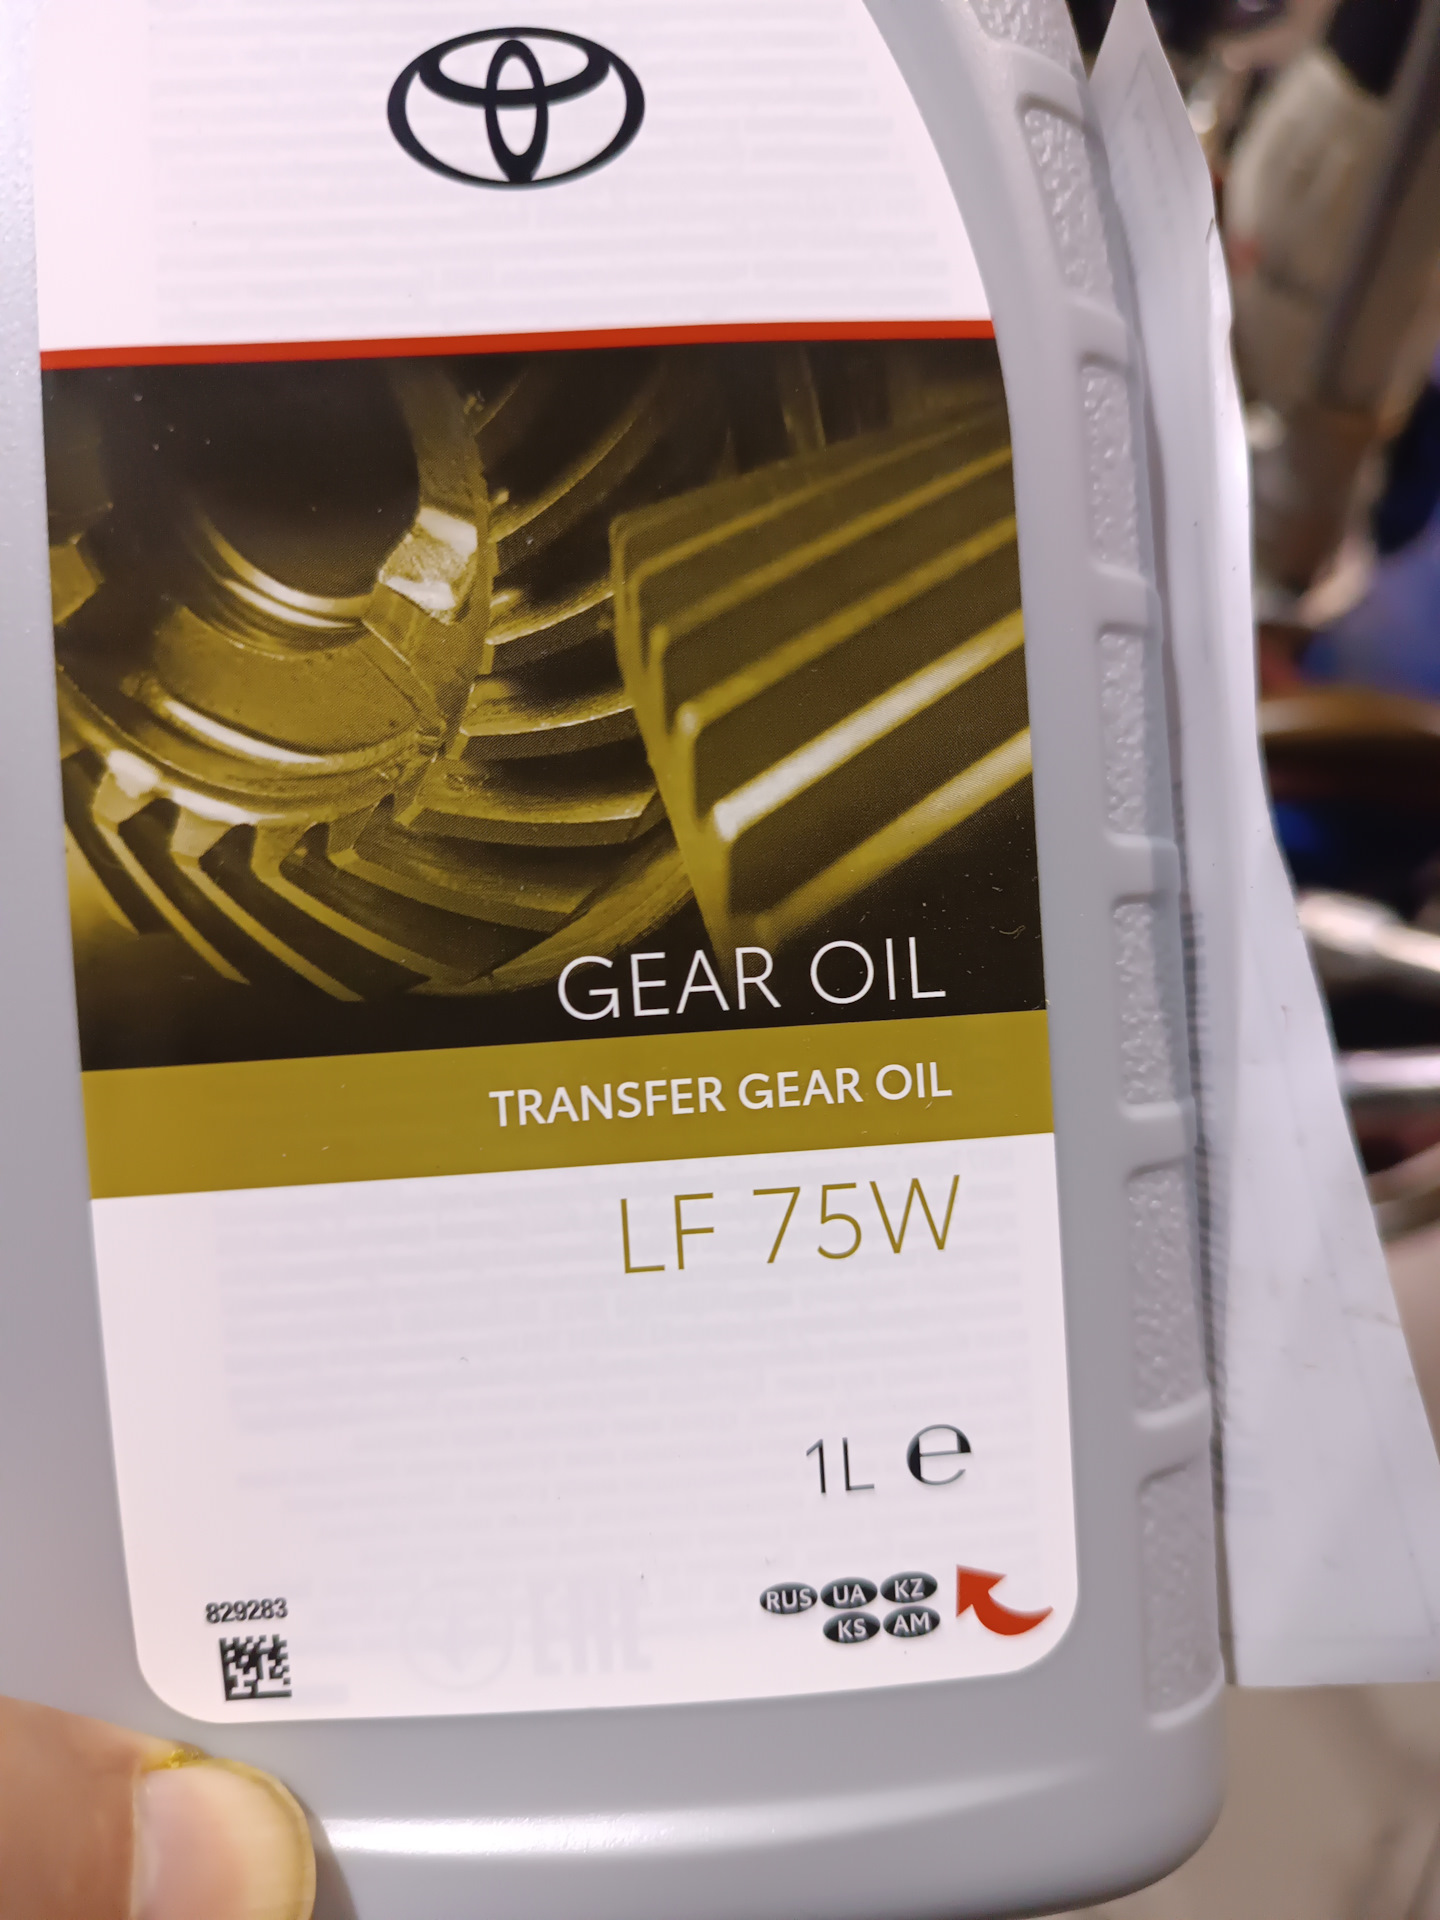 GEAR OIL
TRANSFER GEAR OIL
LF 75W
1L e
RUS UA KZ
KS AM
829283